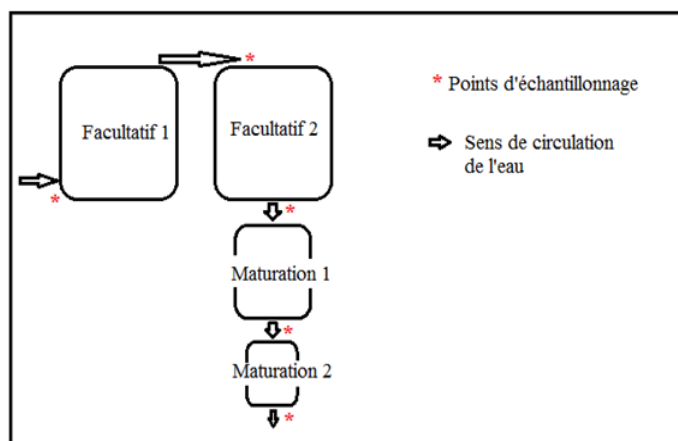 Facultatif 1
Facultatif 2
Maturation 1
Maturation 2
* Points d'échantillonnage
Sens de circulation
de l'eau